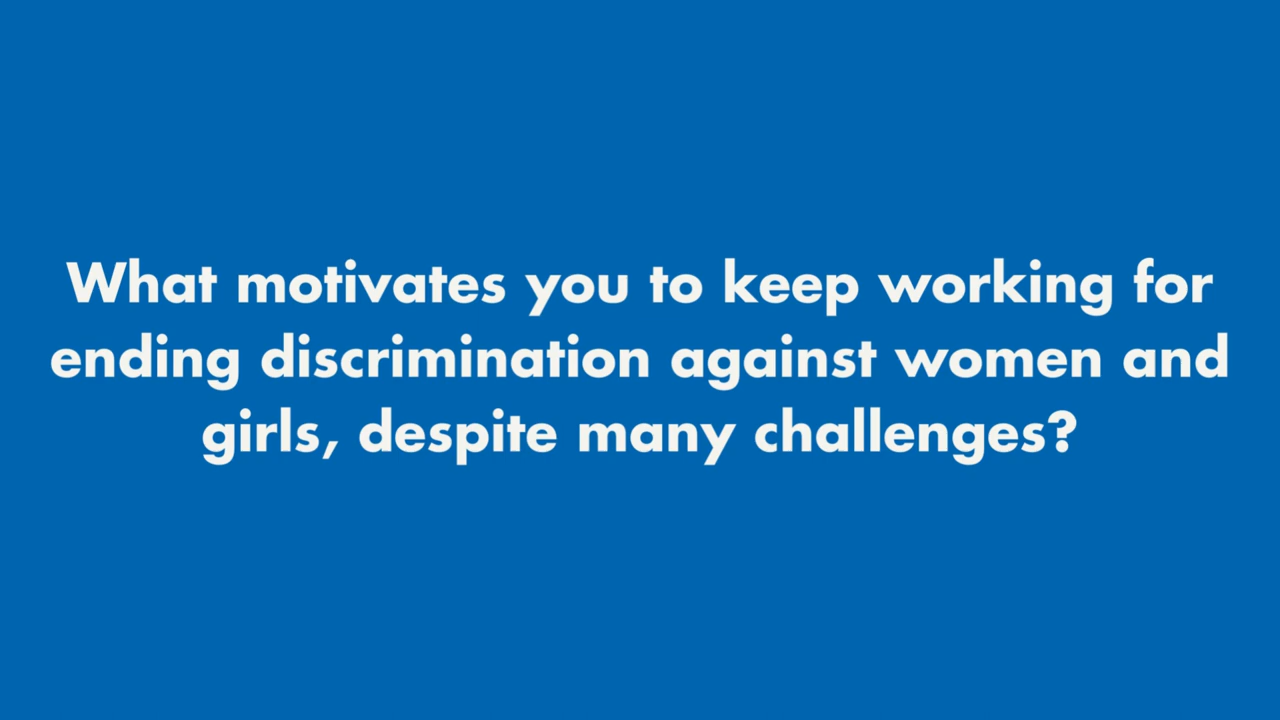 What motivates you to keep working for
ending discrimination against women and
girls, despite many challenges?